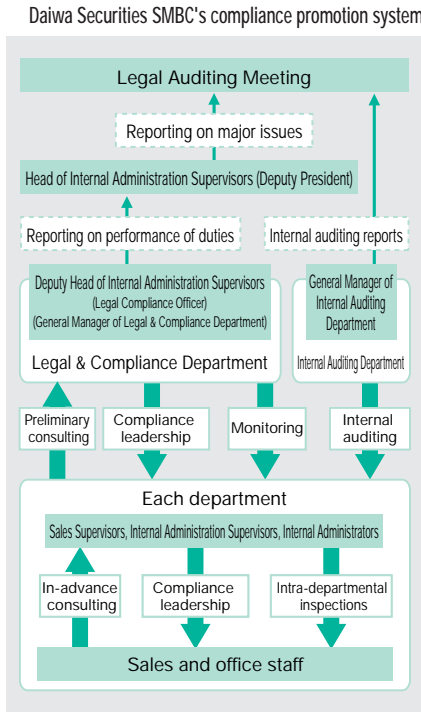 Daiwa Securities SMBC's compliance promotion system
Legal Auditing Meeting
Reporting on major issues
Head of Internal Administration Supervisors (Deputy President)
Reporting on performance of duties
Internal auditing reports
Deputy Head of Internal Administration Supervisors
(Legal Compliance Officer)
(General Manager of Legal & Compliance Department)
Legal & Compliance Department
General Manager of
Internal Auditing
Department
Internal Auditing Department
Preliminary
consulting
Compliance
leadership
Monitoring
Internal
auditing
Each department
Sales Supervisors, Internal Administration Supervisors, Internal Administrators
In-advance
consulting
Compliance
leadership
Intra-departmental
inspections
Sales and office staff